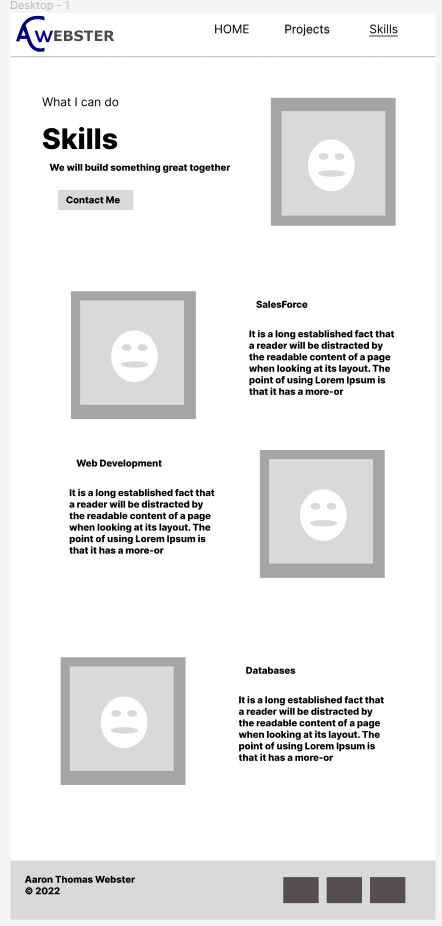 Desktop - 1
AWEBSTER
HOME
Projects
Skills
What I can do
Skills
We will build something great together
Contact Me
SalesForce
It is a long established fact that
a reader will be distracted by
the readable content of a page
when looking at its layout. The
point of using Lorem Ipsum is
that it has a more-or
Web Development
It is a long established fact that
a reader will be distracted by
the readable content of a page
when looking at its layout. The
point of using Lorem Ipsum is
that it has a more-or
Databases
It is a long established fact that
a reader will be distracted by
the readable content of a page
when looking at its layout. The
point of using Lorem Ipsum is
that it has a more-or
Aaron Thomas Webster
© 2022